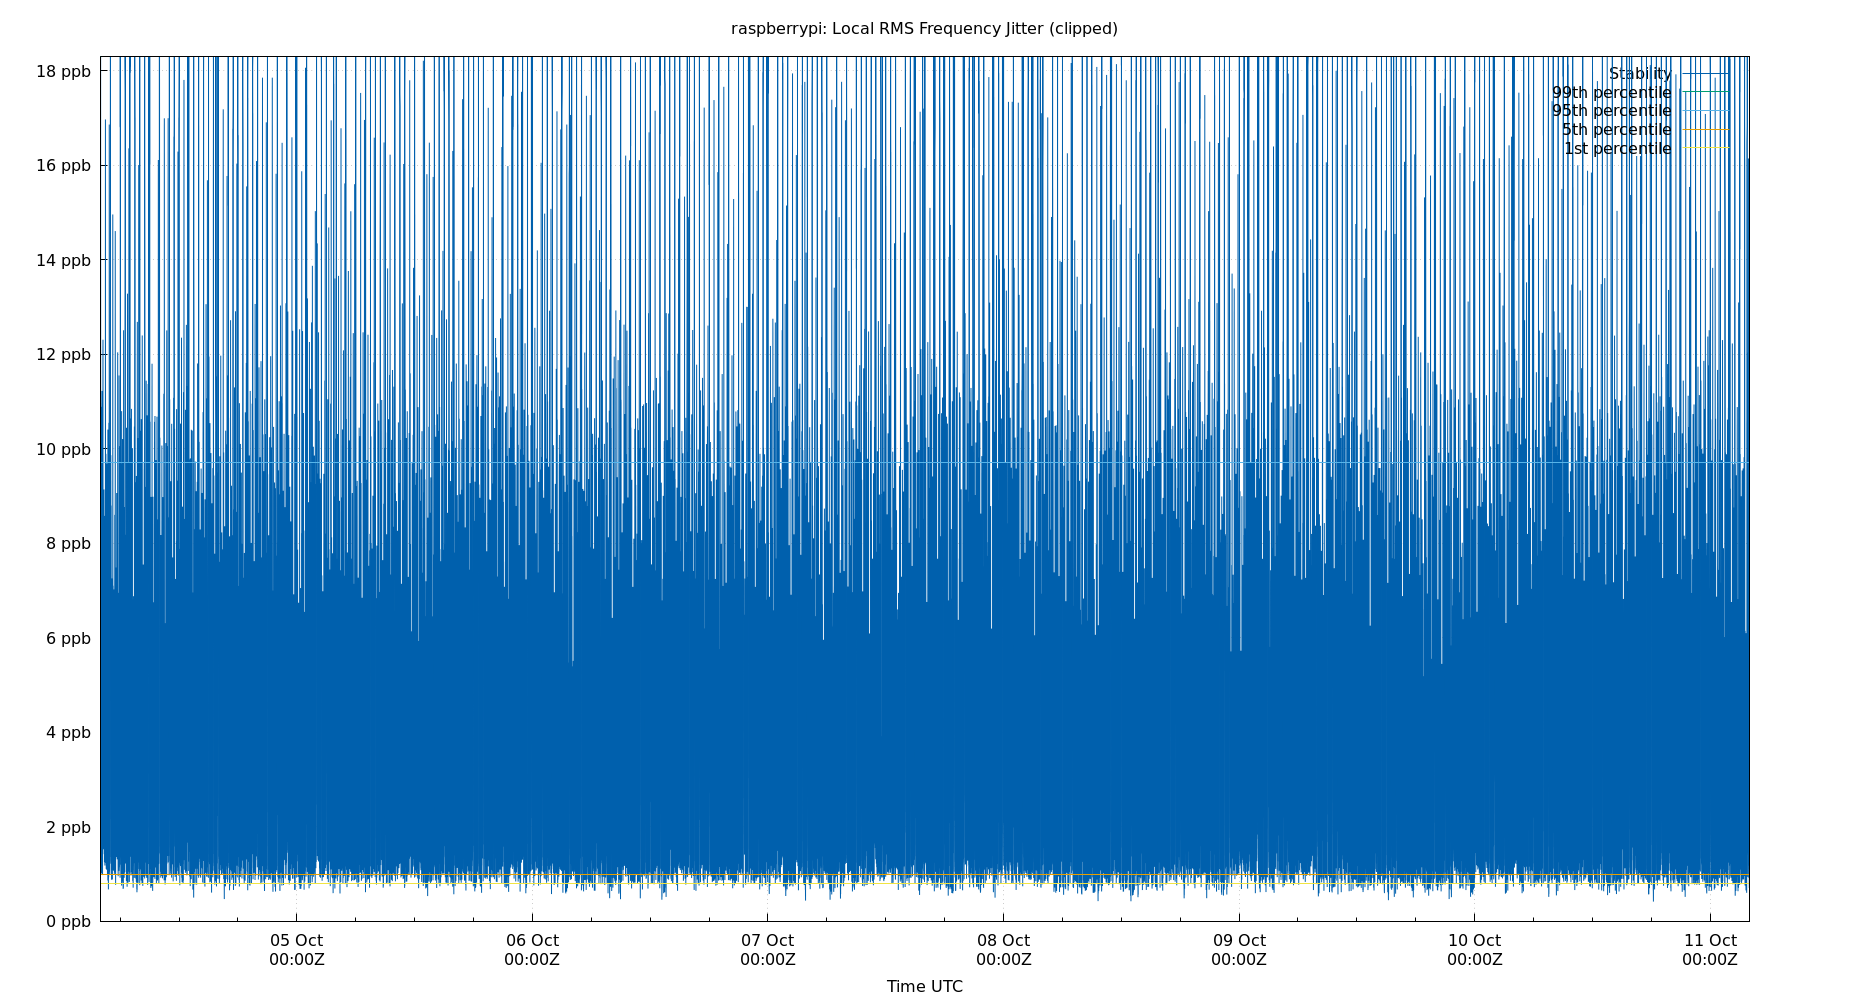 raspberrypi: Local RMS Frequency Jitter (clipped)
18 ppb
16 ppb
14 ppb
12 ppb
10 ppb
8 ppb
6 ppb
4 ppb
2 ppb
0 ppb
Stability
99th percentile
95th percentile
5th percentile
1st percentile
05 Oct
00:00Z
06 Oct
00:00Z
07 Oct
00:00Z
08 Oct
00:00Z
09 Oct
00:00Z
10 Oct
00:00Z
11 Oct
00:00Z
Time UTC